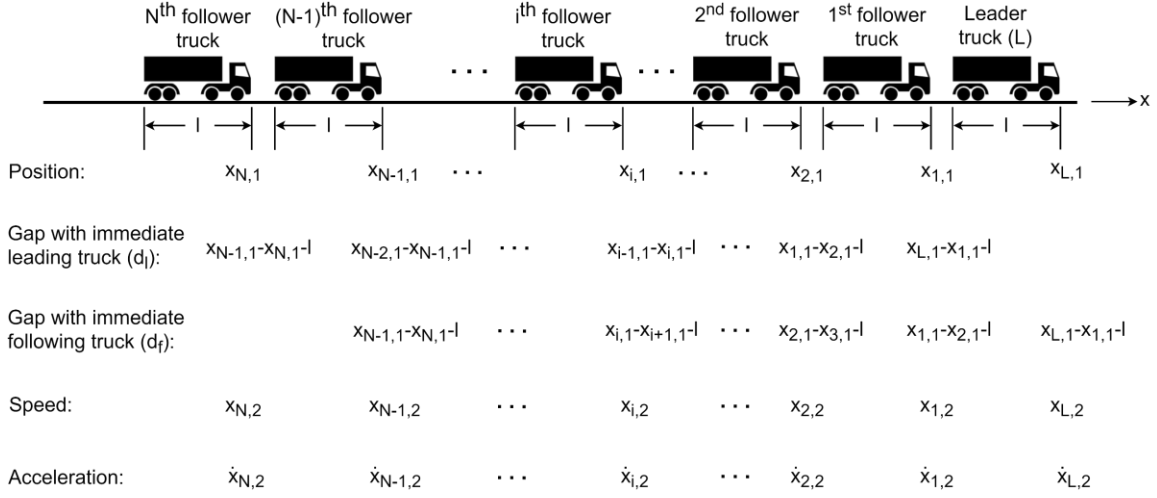 Nth follower truck
(N-1)th follower truck
ith follower truck
2nd follower truck
1st follower truck
Leader truck (L)
. . .
. . .
x
l l l l l l
Position: xN,1 xN-1,1 . . . xi,1 . . . x2,1 x1,1 xL,1
Gap with immediate
leading truck (dl): xN-1,1-xN,1-l xN-2,1-xN-1,1-l . . . xi-1,1-xi,1-l . . . x1,1-x2,1-l xL,1-x1,1-l
Gap with immediate
following truck (df): xN-1,1-xN,1-l . . . xi,1-xi+1,1-l . . . x2,1-x3,1-l x1,1-x2,1-l xL,1-x1,1-l
Speed: xN,2 xN-1,2 . . . xi,2 . . . x2,2 x1,2 xL,2
Acceleration: ẋN,2 ẋN-1,2 . . . ẋi,2 . . . ẋ2,2 ẋ1,2 ẋL,2